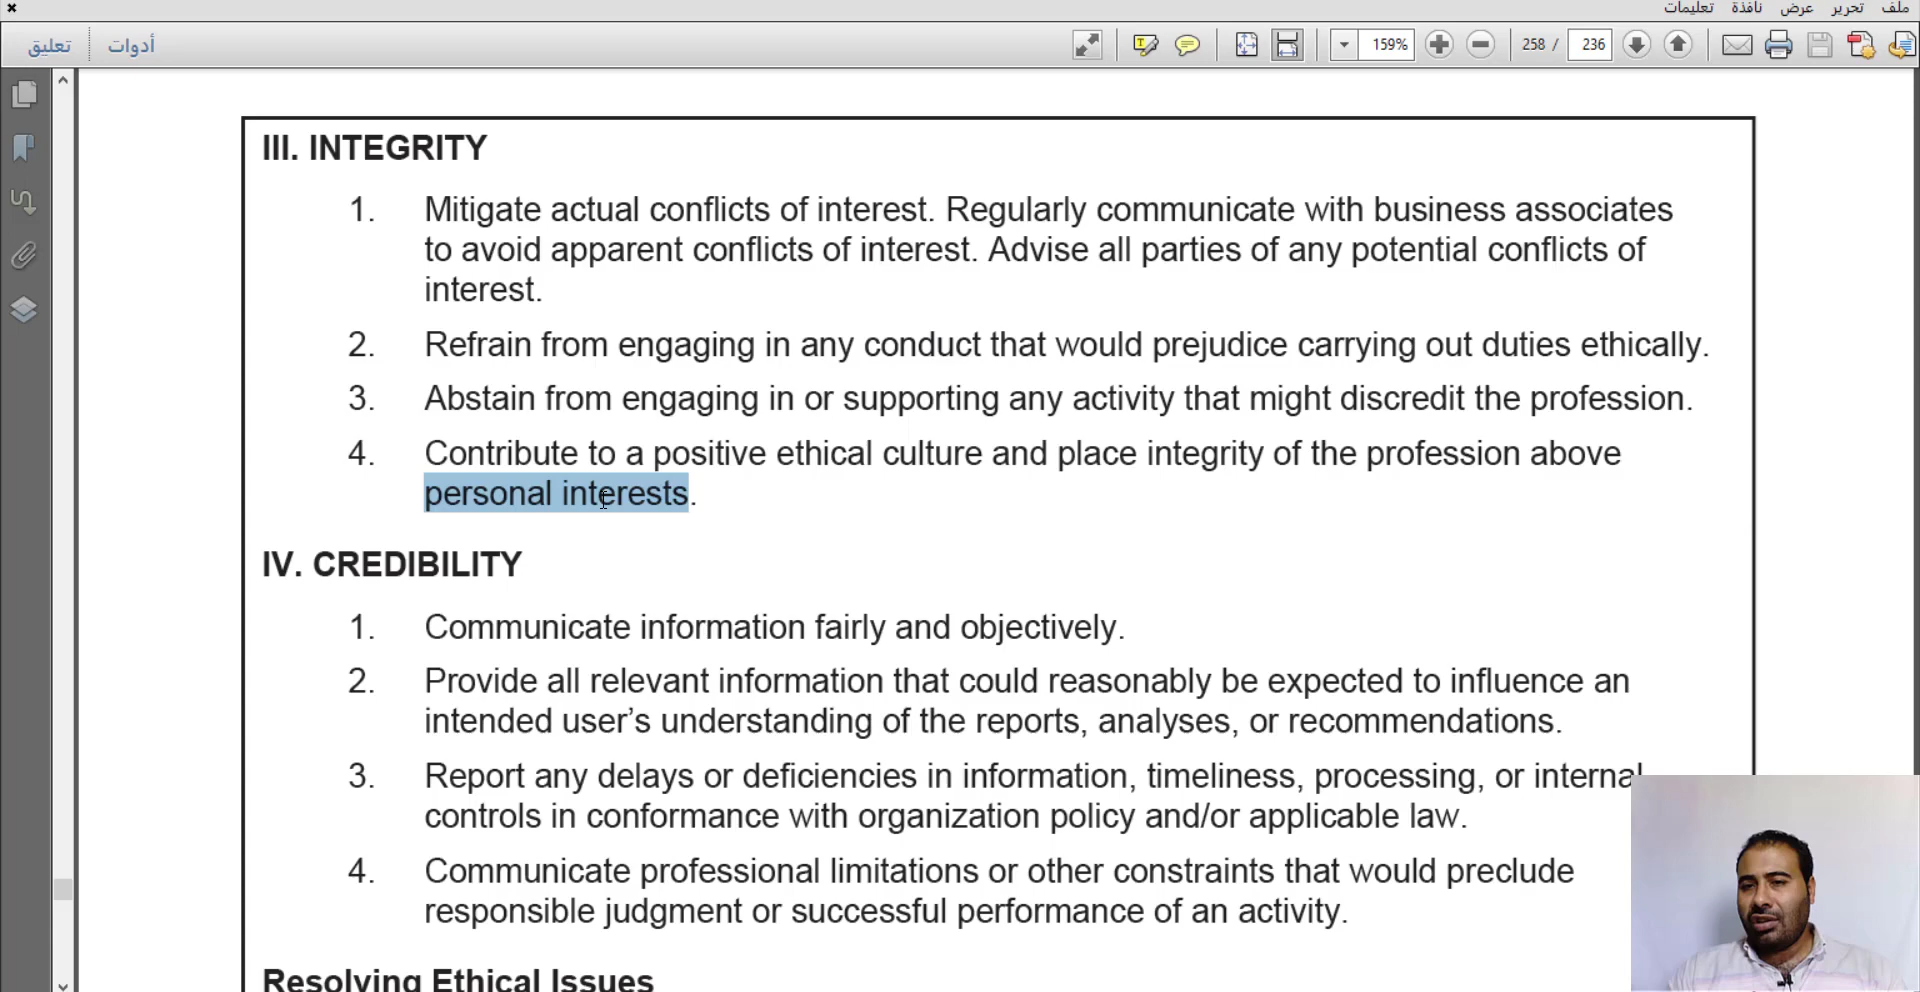 ملف تحرير عرض نافذة تعليمات
236 / 258 159% أدوات تعليق
III. INTEGRITY
1. Mitigate actual conflicts of interest. Regularly communicate with business associates
to avoid apparent conflicts of interest. Advise all parties of any potential conflicts of
interest.
2. Refrain from engaging in any conduct that would prejudice carrying out duties ethically.
3. Abstain from engaging in or supporting any activity that might discredit the profession.
4. Contribute to a positive ethical culture and place integrity of the profession above
personal interests.
IV. CREDIBILITY
1. Communicate information fairly and objectively.
2. Provide all relevant information that could reasonably be expected to influence an
intended user’s understanding of the reports, analyses, or recommendations.
3. Report any delays or deficiencies in information, timeliness, processing, or internal
controls in conformance with organization policy and/or applicable law.
4. Communicate professional limitations or other constraints that would preclude
responsible judgment or successful performance of an activity.
Resolving Ethical Issues